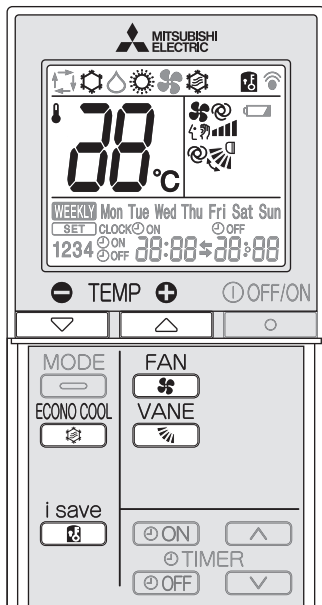 MITSUBISHI
ELECTRIC
88°C
WEEKLY Mon Tue Wed Thu Fri Sat Sun
SET CLOCK ON OFF
1234 ON OFF 88:88 88:88
TEMP OFF/ON
MODE FAN
ECONO COOL VANE
i save
ON
TIMER
OFF